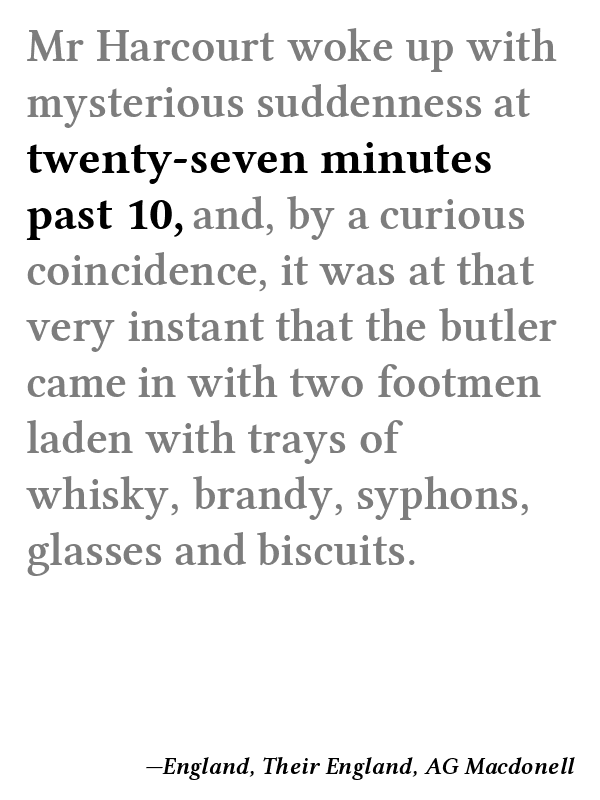 Mr Harcourt woke up with
mysterious suddenness at
twenty-seven minutes
past 10, and, by a curious
coincidence, it was at that
very instant that the butler
came in with two footmen
laden with trays of
whisky, brandy, syphons,
glasses and biscuits.
—England, Their England, AG Macdonell